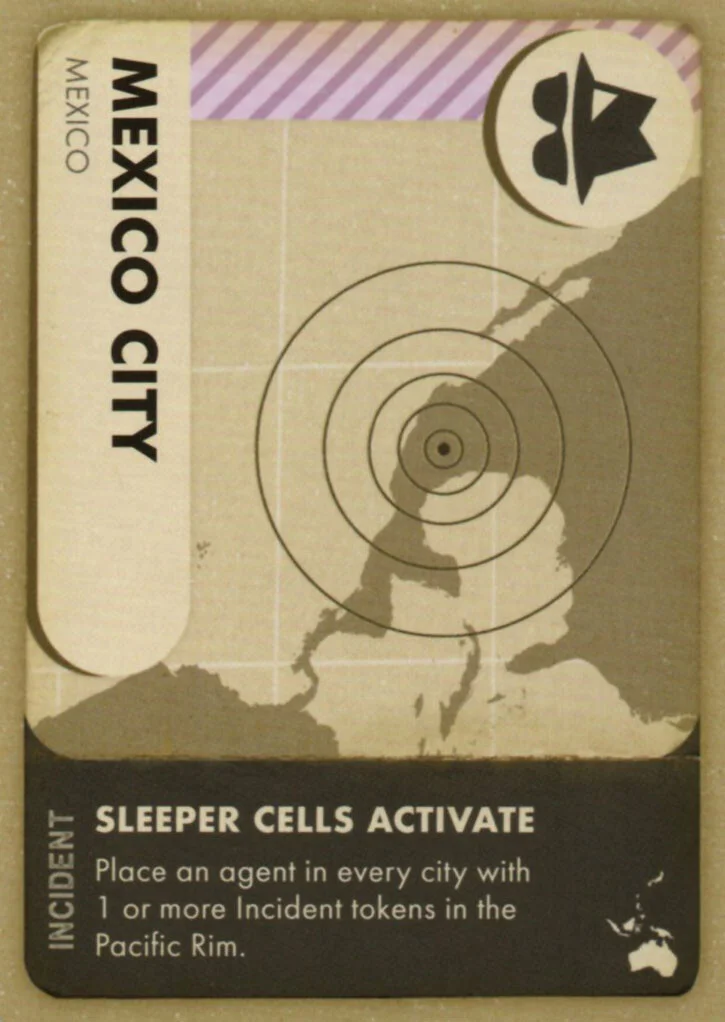 MEXICO CITY
MEXICO
INCIDENT
SLEEPER CELLS ACTIVATE
Place an agent in every city with
1 or more Incident tokens in the
Pacific Rim.